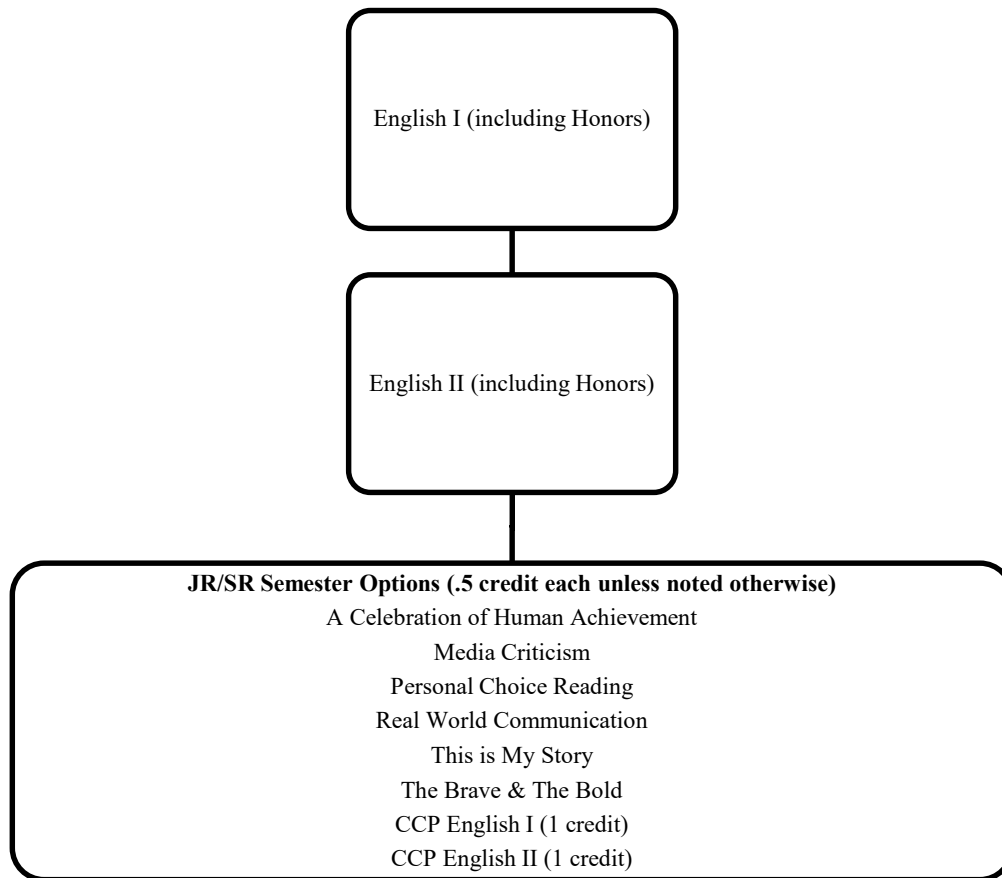 English I (including Honors)
English II (including Honors)
JR/SR Semester Options (.5 credit each unless noted otherwise)
A Celebration of Human Achievement
Media Criticism
Personal Choice Reading
Real World Communication
This is My Story
The Brave & The Bold
CCP English I (1 credit)
CCP English II (1 credit)